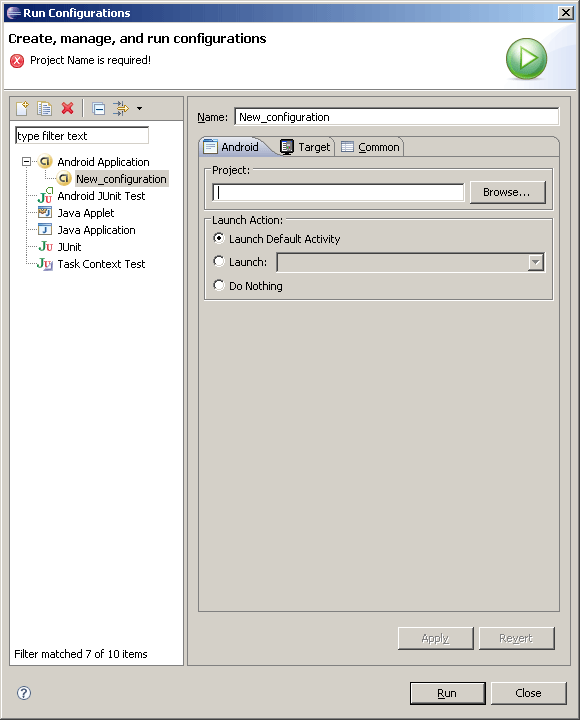 Run Configurations
Create, manage, and run configurations
Project Name is required!
type filter text
Android Application
New_configuration
Android JUnit Test
Java Applet
Java Application
JUnit
Task Context Test
Filter matched 7 of 10 items
Name: New_configuration
Android Target Common
Project:
Browse...
Launch Action:
Launch Default Activity
Launch:
Do Nothing
Apply Revert
Run Close